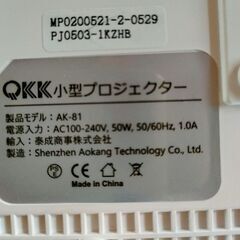 MP0200521-2-0529
PJ0503-1KZHB
QKK小型プロジェクター
製品モデル：AK-81
電源入力：AC100-240V, 50W, 50/60Hz, 1.0A
輸入：泰成商事株式会社
製造：Shenzhen Aokang Technology Co., Ltd.
Made in China